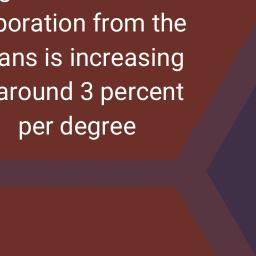 poration from the
ans is increasing
around 3 percent
per degree